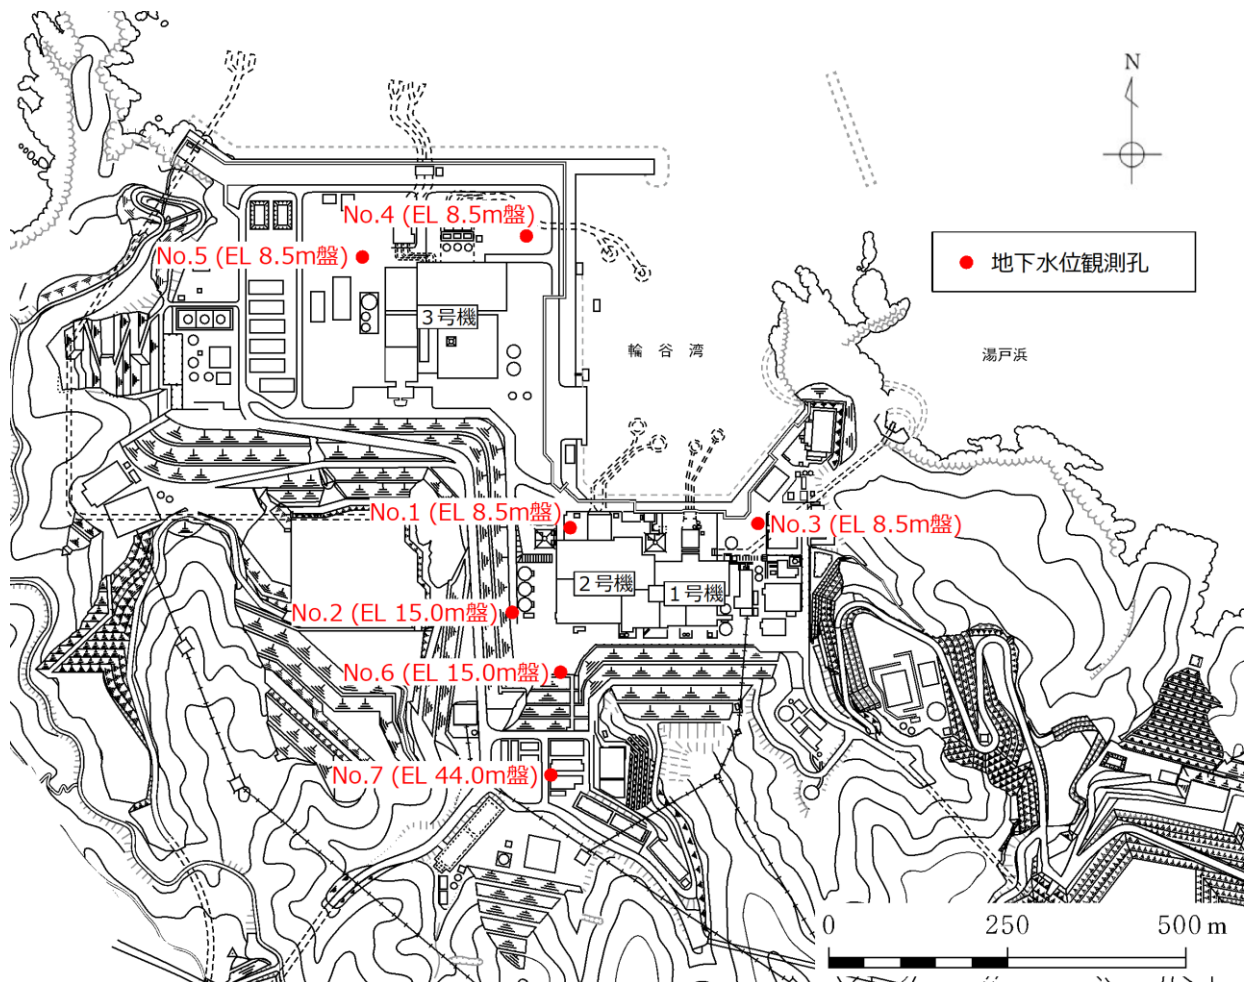 N
No.4 (EL 8.5m盤)
No.5 (EL 8.5m盤)
地下水位観測孔
3号機
輪谷湾
湯戸浜
No.1 (EL 8.5m盤)
No.3 (EL 8.5m盤)
2号機
1号機
No.2 (EL 15.0m盤)
No.6 (EL 15.0m盤)
No.7 (EL 44.0m盤)
0 250 500 m